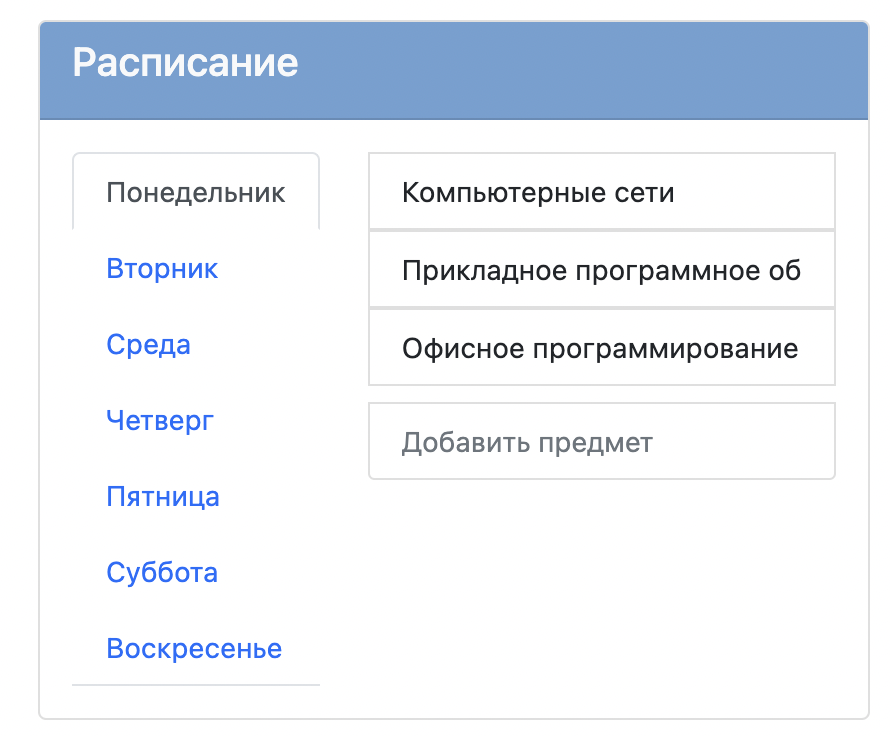 Расписание
Понедельник
Вторник
Среда
Четверг
Пятница
Суббота
Воскресенье
Компьютерные сети
Прикладное программное об
Офисное программирование
Добавить предмет